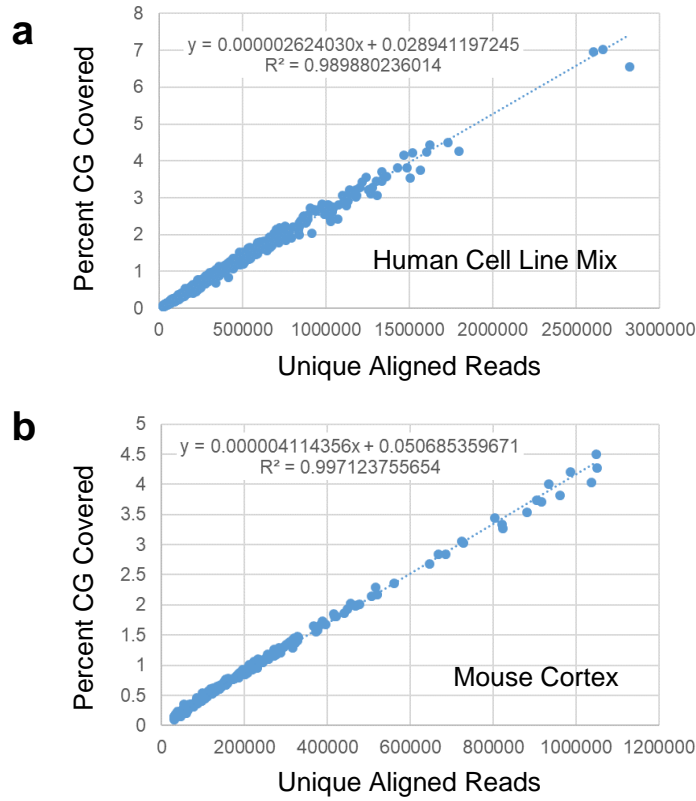 a
y = 0.000002624030x + 0.028941197245
R² = 0.989880236014
Percent CG Covered
8
7
6
5
4
3
2
1
0
Human Cell Line Mix
0 500000 1000000 1500000 2000000 2500000 3000000
Unique Aligned Reads
b
y = 0.000004114356x + 0.050685359671
R² = 0.997123755654
Percent CG Covered
5
4.5
4
3.5
3
2.5
2
1.5
1
0.5
0
Mouse Cortex
0 200000 400000 600000 800000 1000000 1200000
Unique Aligned Reads